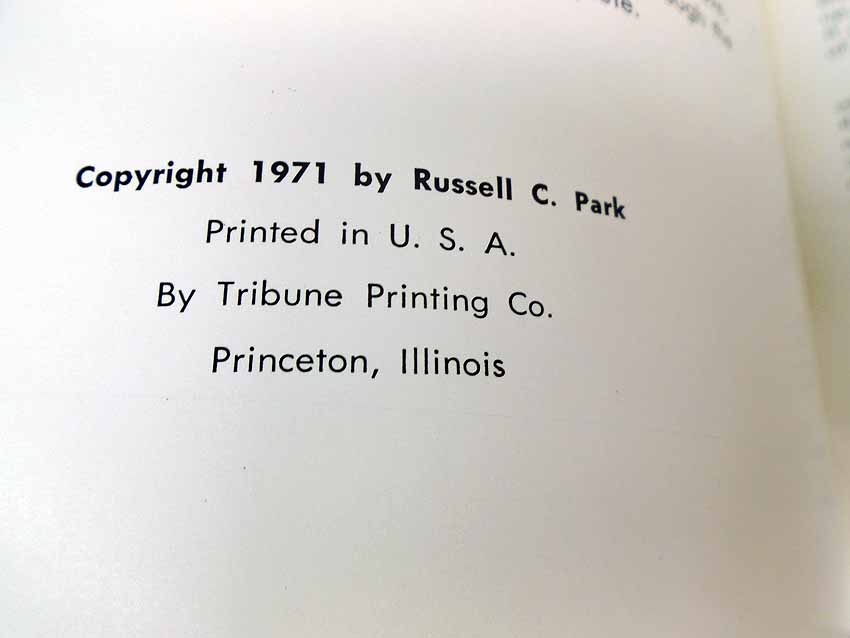 Copyright 1971 by Russell C. Park
Printed in U. S. A.
By Tribune Printing Co.
Princeton, Illinois